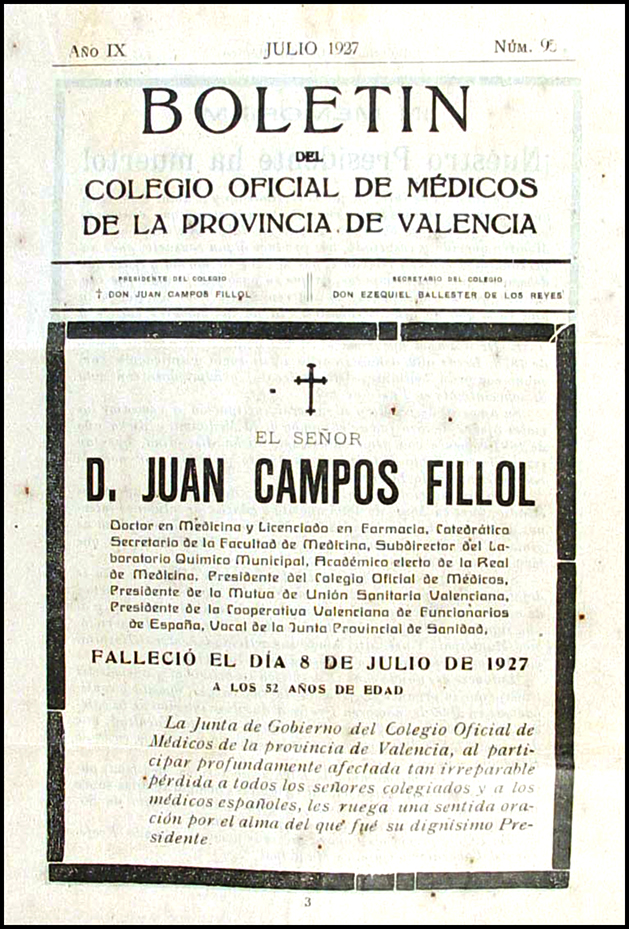 AÑO IX JULIO 1927 NÚM. 9
BOLETIN
DEL
COLEGIO OFICIAL DE MÉDICOS
DE LA PROVINCIA DE VALENCIA
PRESIDENTE DEL COLEGIO
† DON JUAN CAMPOS FILLOL
SECRETARIO DEL COLEGIO
DON EZEQUIEL BALLESTER DE LOS REYES
EL SEÑOR
D. JUAN CAMPOS FILLOL
Doctor en Medicina y Licenciado en Farmacia, Catedrático
Secretario de la Facultad de Medicina, Subdirector del La-
boratorio Químico Municipal, Académico electo de la Real
de Medicina, Presidente del Colegio Oficial de Médicos,
Presidente de la Mutua de Unión Sanitaria Valenciana,
Presidente de la Cooperativa Valenciana de Funcionarios
de España, Vocal de la Junta Provincial de Sanidad,
FALLECIÓ EL DÍA 8 DE JULIO DE 1927
A LOS 52 AÑOS DE EDAD
La Junta de Gobierno del Colegio Oficial de
Médicos de la provincia de Valencia, al parti-
cipar profundamente afectada tan irreparable
pérdida a todos los señores colegiados y a los
médicos españoles, les ruega una sentida ora-
ción por el alma del que fué su dignísimo Pre-
sidente
3